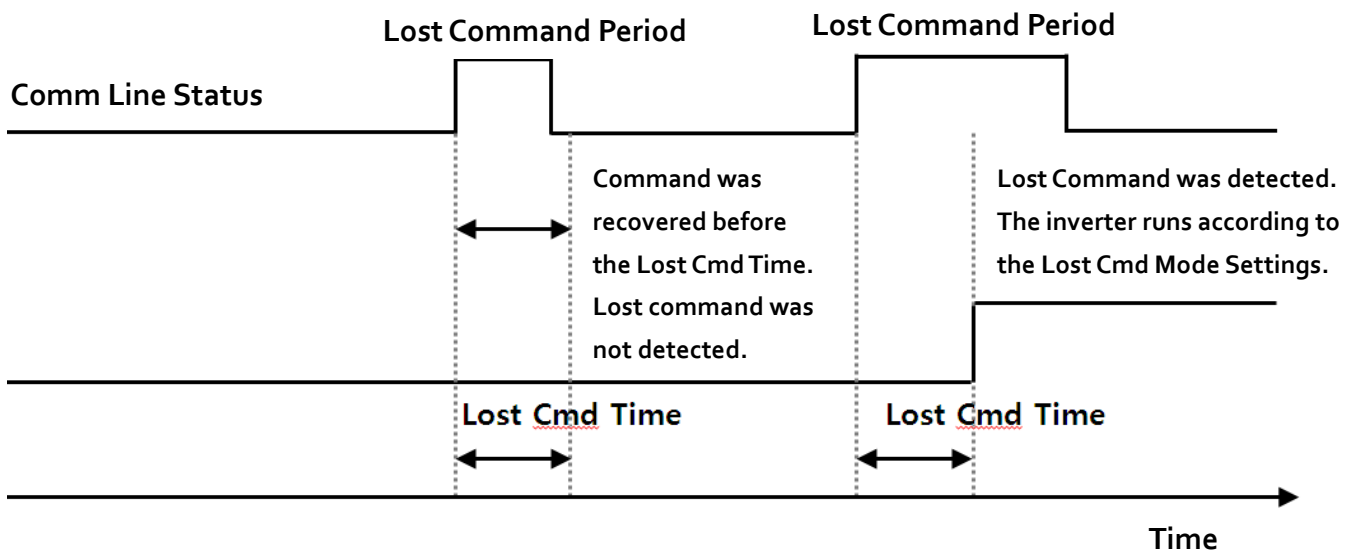 Lost Command Period
Lost Command Period
Comm Line Status
Command was
recovered before
the Lost Cmd Time.
Lost command was
not detected.
Lost Command was detected.
The inverter runs according to
the Lost Cmd Mode Settings.
Lost Cmd Time
Lost Cmd Time
Time